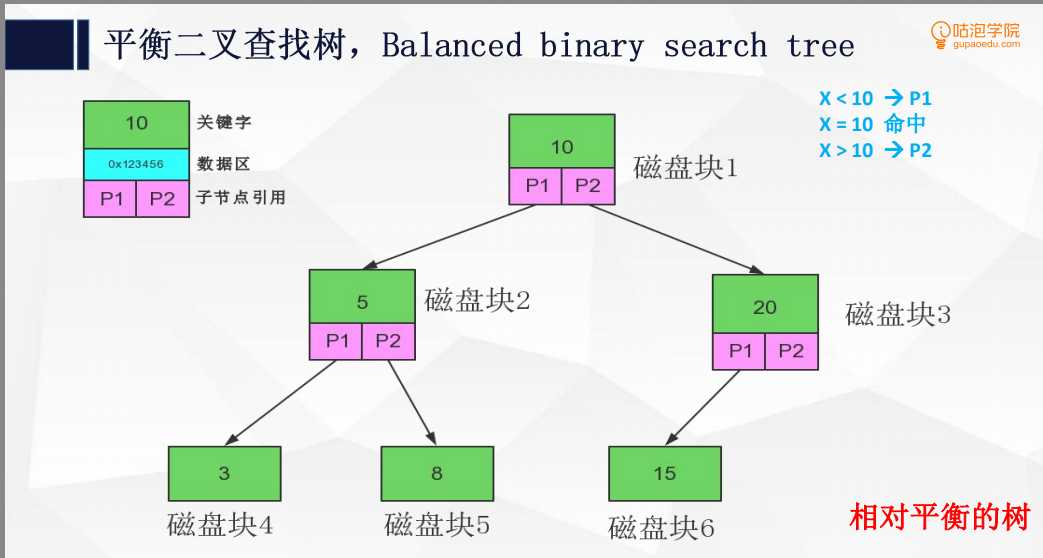 平衡二叉查找树，Balanced binary search tree
咕泡学院
gupaoedu.com
X < 10 → P1
X = 10 命中
X > 10 → P2
10 关键字
0x123456 数据区
P1 P2 子节点引用
10
P1 P2
磁盘块1
5
P1 P2
磁盘块2
20
P1 P2
磁盘块3
3
磁盘块4
8
磁盘块5
15
磁盘块6
相对平衡的树